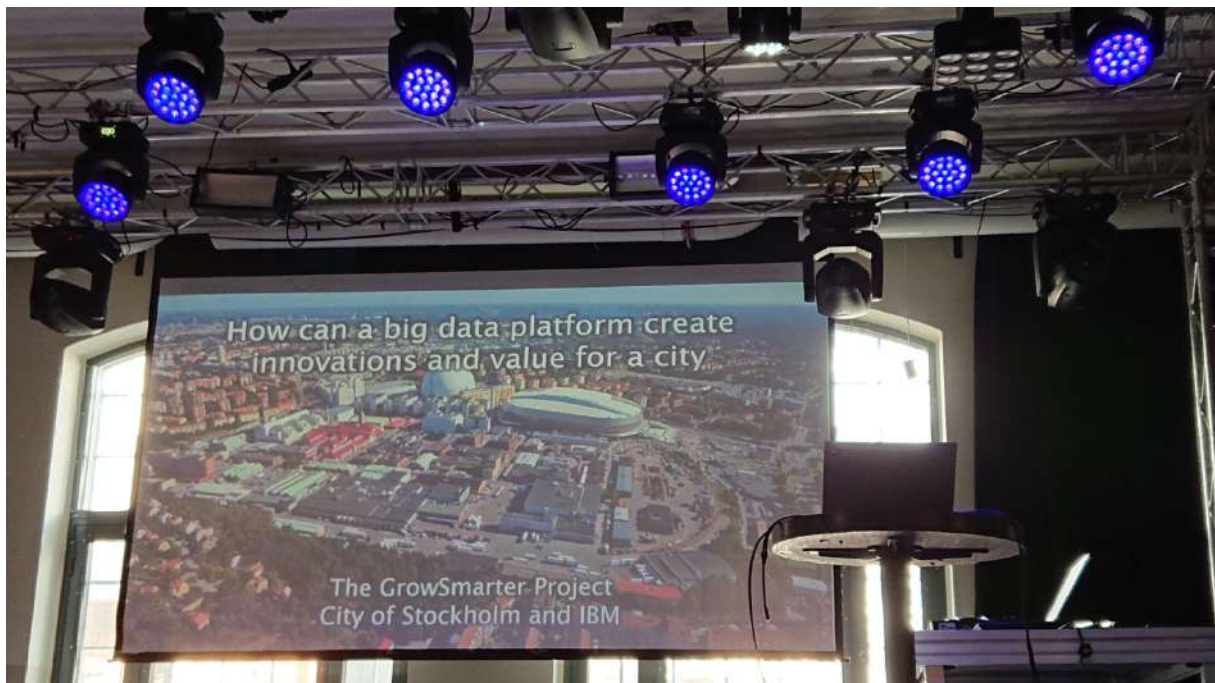 How can a big data platform create
innovations and value for a city
The GrowSmarter Project
City of Stockholm and IBM